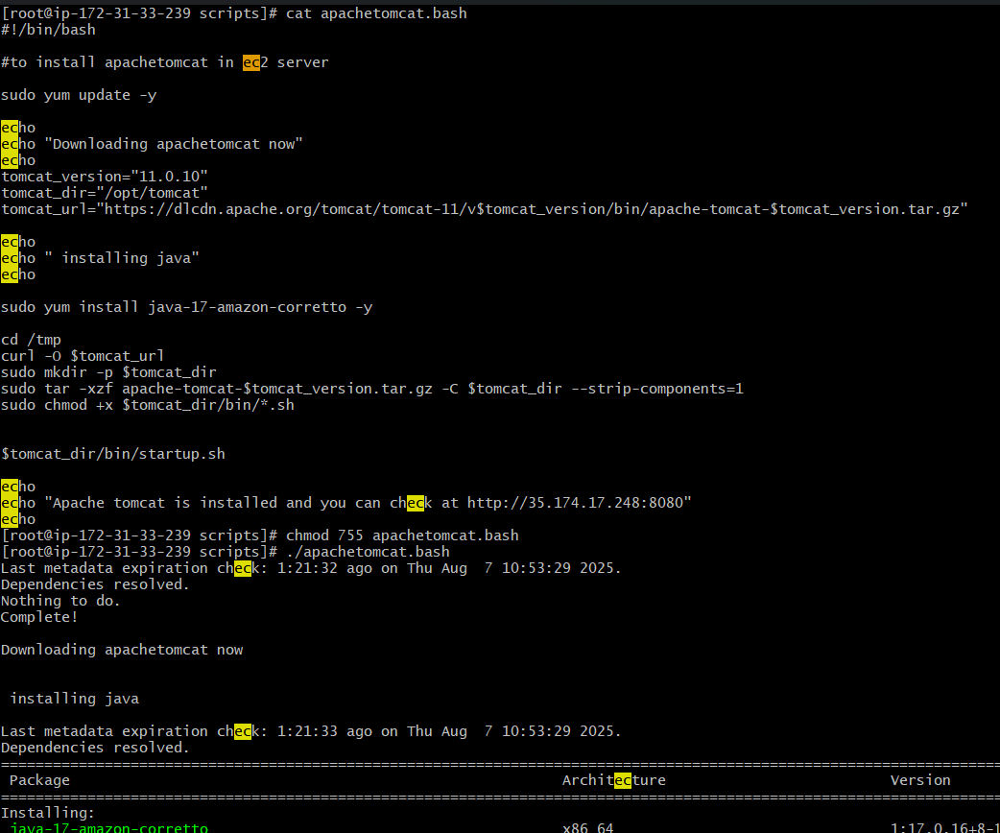 [root@ip-172-31-33-239 scripts]# cat apachetomcat.bash
#!/bin/bash
#to install apachetomcat in ec2 server
sudo yum update -y
echo
echo "Downloading apachetomcat now"
echo
tomcat_version="11.0.10"
tomcat_dir="/opt/tomcat"
tomcat_url="https://dlcdn.apache.org/tomcat/tomcat-11/v$tomcat_version/bin/apache-tomcat-$tomcat_version.tar.gz"
echo
echo " installing java"
echo
sudo yum install java-17-amazon-corretto -y
cd /tmp
curl -O $tomcat_url
sudo mkdir -p $tomcat_dir
sudo tar -xzf apache-tomcat-$tomcat_version.tar.gz -C $tomcat_dir --strip-components=1
sudo chmod +x $tomcat_dir/bin/*.sh
$tomcat_dir/bin/startup.sh
echo
echo "Apache tomcat is installed and you can check at http://35.174.17.248:8080"
echo
[root@ip-172-31-33-239 scripts]# chmod 755 apachetomcat.bash
[root@ip-172-31-33-239 scripts]# ./apachetomcat.bash
Last metadata expiration check: 1:21:32 ago on Thu Aug  7 10:53:29 2025.
Dependencies resolved.
Nothing to do.
Complete!
Downloading apachetomcat now
 installing java
Last metadata expiration check: 1:21:33 ago on Thu Aug  7 10:53:29 2025.
Dependencies resolved.
Package Architecture Version
Installing:
java-17-amazon-corretto x86_64 1:17.0.16+8-1